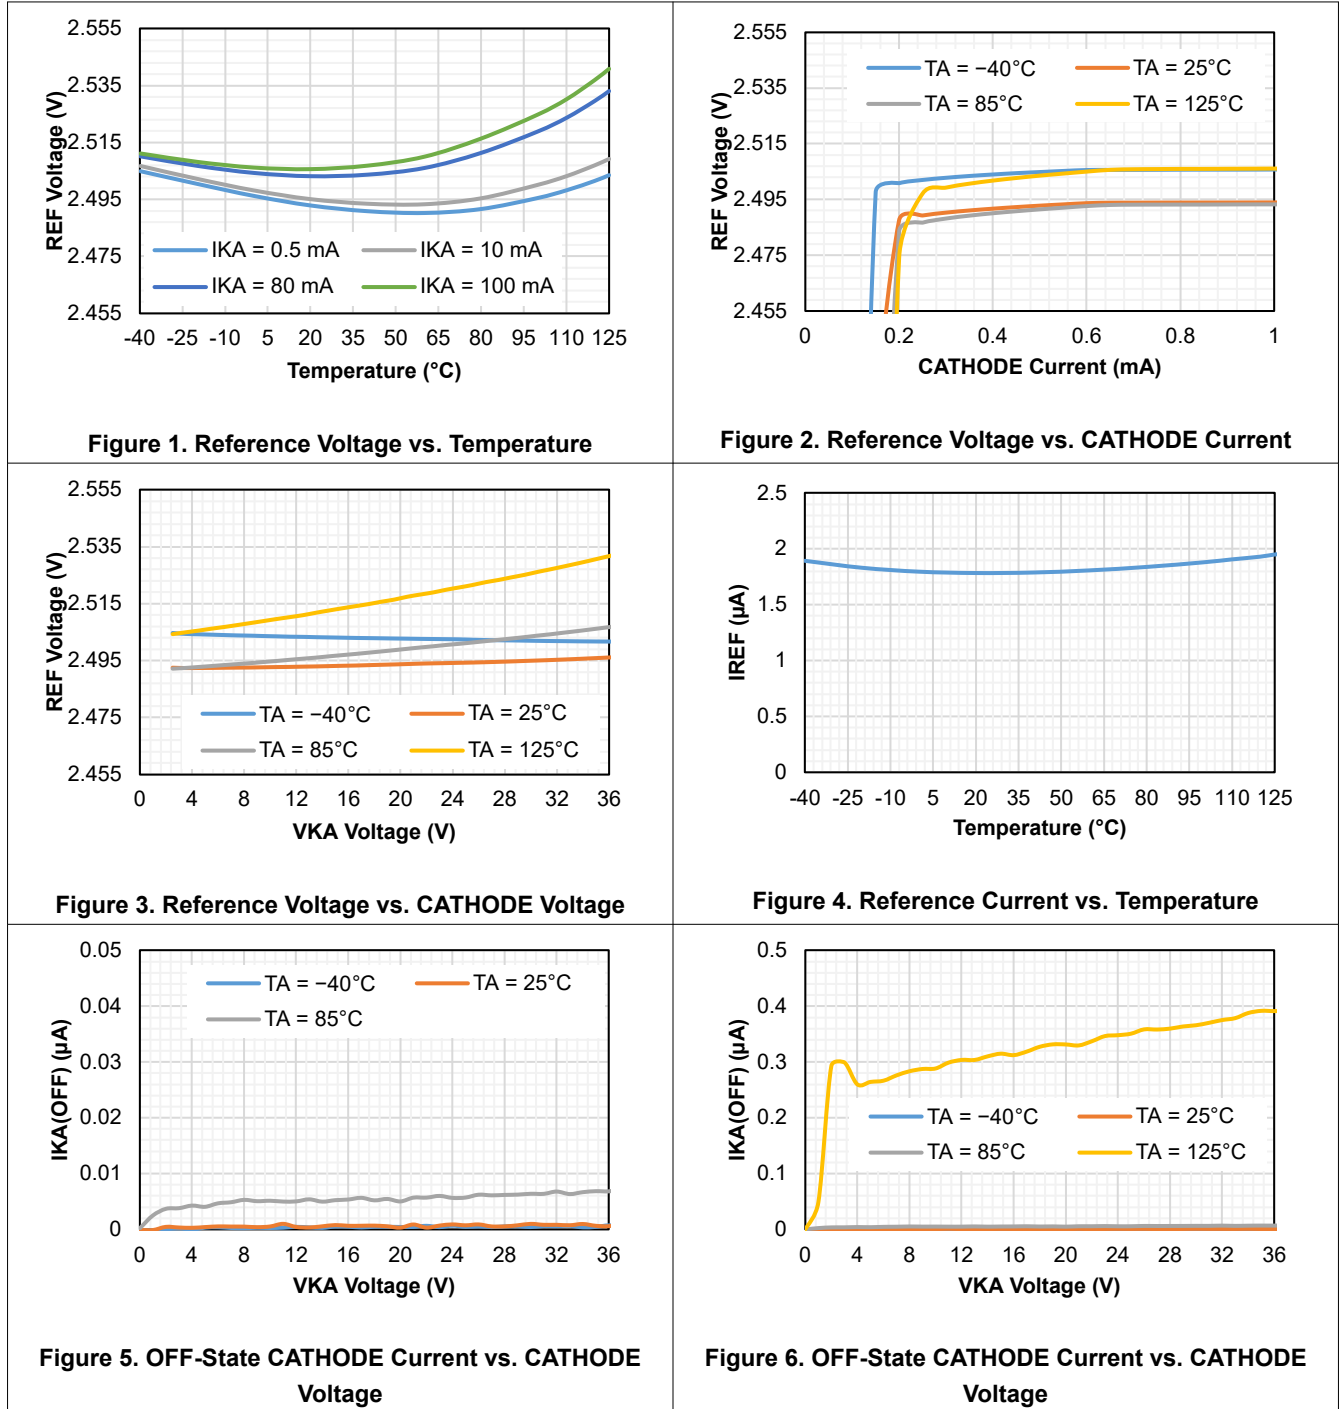 2.555
2.535
2.515
2.495
2.475
2.455
REF Voltage (V)
IKA = 0.5 mA
IKA = 10 mA
IKA = 80 mA
IKA = 100 mA
-40 -25 -10 5 20 35 50 65 80 95 110 125
Temperature (°C)
Figure 1. Reference Voltage vs. Temperature
2.555
2.535
2.515
2.495
2.475
2.455
REF Voltage (V)
TA = −40°C
TA = 25°C
TA = 85°C
TA = 125°C
0 0.2 0.4 0.6 0.8 1
CATHODE Current (mA)
Figure 2. Reference Voltage vs. CATHODE Current
2.555
2.535
2.515
2.495
2.475
2.455
REF Voltage (V)
TA = −40°C
TA = 25°C
TA = 85°C
TA = 125°C
0 4 8 12 16 20 24 28 32 36
VKA Voltage (V)
Figure 3. Reference Voltage vs. CATHODE Voltage
2.5
2
1.5
1
0.5
0
IREF (µA)
-40 -25 -10 5 20 35 50 65 80 95 110 125
Temperature (°C)
Figure 4. Reference Current vs. Temperature
0.05
0.04
0.03
0.02
0.01
0
IKA(OFF) (µA)
TA = −40°C
TA = 25°C
TA = 85°C
0 4 8 12 16 20 24 28 32 36
VKA Voltage (V)
Figure 5. OFF-State CATHODE Current vs. CATHODE
Voltage
0.5
0.4
0.3
0.2
0.1
0
IKA(OFF) (µA)
TA = −40°C
TA = 25°C
TA = 85°C
TA = 125°C
0 4 8 12 16 20 24 28 32 36
VKA Voltage (V)
Figure 6. OFF-State CATHODE Current vs. CATHODE
Voltage